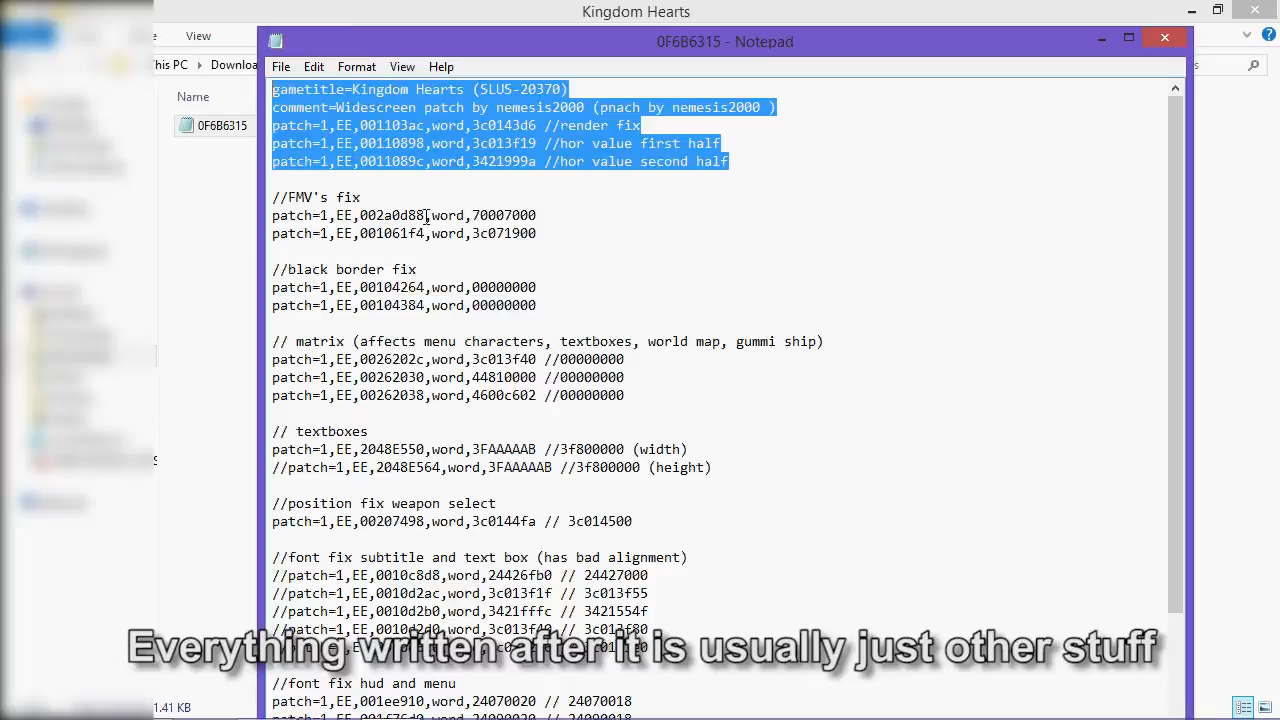 Kingdom Hearts
View
This PC
Downloa
Name
0F6B6315
0F6B6315 - Notepad
File Edit Format View Help
gametitle=Kingdom Hearts (SLUS-20370)
comment=Widescreen patch by nemesis2000 (pnach by nemesis2000 )
patch=1,EE,001103ac,word,3c0143d6 //render fix
patch=1,EE,00110898,word,3c013f19 //hor value first half
patch=1,EE,0011089c,word,3421999a //hor value second half
//FMV's fix
patch=1,EE,002a0d88,word,70007000
patch=1,EE,001061f4,word,3c071900
//black border fix
patch=1,EE,00104264,word,00000000
patch=1,EE,00104384,word,00000000
// matrix (affects menu characters, textboxes, world map, gummi ship)
patch=1,EE,0026202c,word,3c013f40 //00000000
patch=1,EE,00262030,word,44810000 //00000000
patch=1,EE,00262038,word,4600c602 //00000000
// textboxes
patch=1,EE,2048E550,word,3FAAAAAB //3f800000 (width)
//patch=1,EE,2048E564,word,3FAAAAAB //3f800000 (height)
//position fix weapon select
patch=1,EE,00207498,word,3c0144fa // 3c014500
//font fix subtitle and text box (has bad alignment)
//patch=1,EE,0010c8d8,word,24426fb0 // 24427000
//patch=1,EE,0010d2ac,word,3c013f1f // 3c013f55
//patch=1,EE,0010d2b0,word,3421fffc // 3421554f
Everything written after it is usually just other stuff
//font fix hud and menu
patch=1,EE,001ee910,word,24070020 // 24070018
1.41 KB